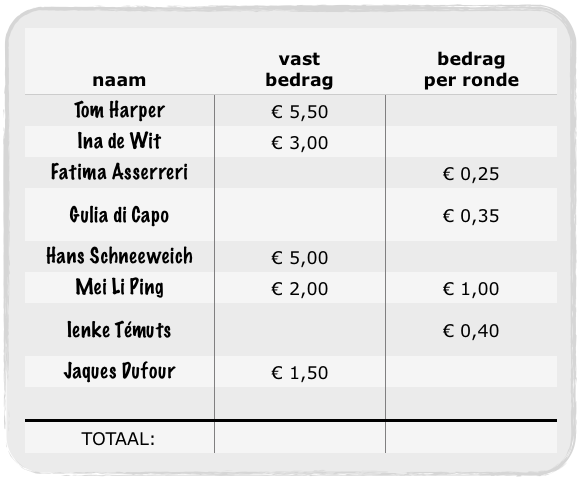 naam vast bedrag bedrag per ronde
Tom Harper € 5,50
Ina de Wit € 3,00
Fatima Asserreri € 0,25
Gulia di Capo € 0,35
Hans Schneeweich € 5,00
Mei Li Ping € 2,00 € 1,00
Ienke Témuts € 0,40
Jaques Dufour € 1,50
TOTAAL: